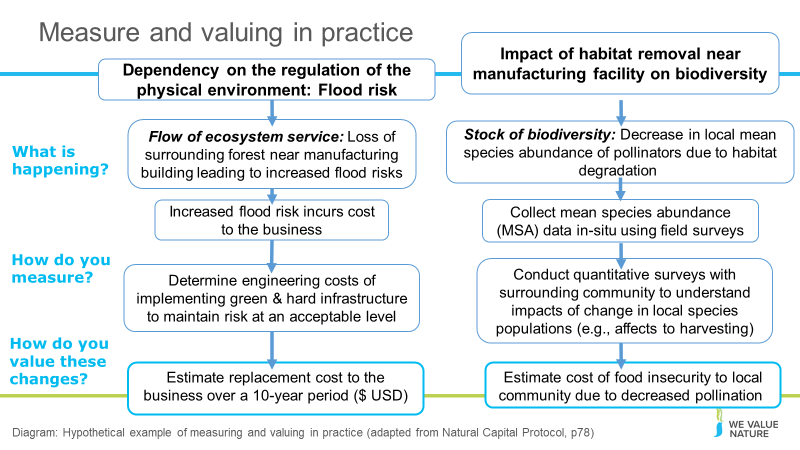 Measure and valuing in practice
Dependency on the regulation of the
physical environment: Flood risk
Impact of habitat removal near
manufacturing facility on biodiversity
What is
happening?
Flow of ecosystem service: Loss of
surrounding forest near manufacturing
building leading to increased flood risks
Stock of biodiversity: Decrease in local mean
species abundance of pollinators due to habitat
degradation
Increased flood risk incurs cost
to the business
Collect mean species abundance
(MSA) data in-situ using field surveys
How do you
measure?
Determine engineering costs of
implementing green & hard infrastructure
to maintain risk at an acceptable level
Conduct quantitative surveys with
surrounding community to understand
impacts of change in local species
populations (e.g., affects to harvesting)
How do you
value these
changes?
Estimate replacement cost to the
business over a 10-year period ($ USD)
Estimate cost of food insecurity to local
community due to decreased pollination
Diagram: Hypothetical example of measuring and valuing in practice (adapted from Natural Capital Protocol, p78)
WE VALUE
NATURE